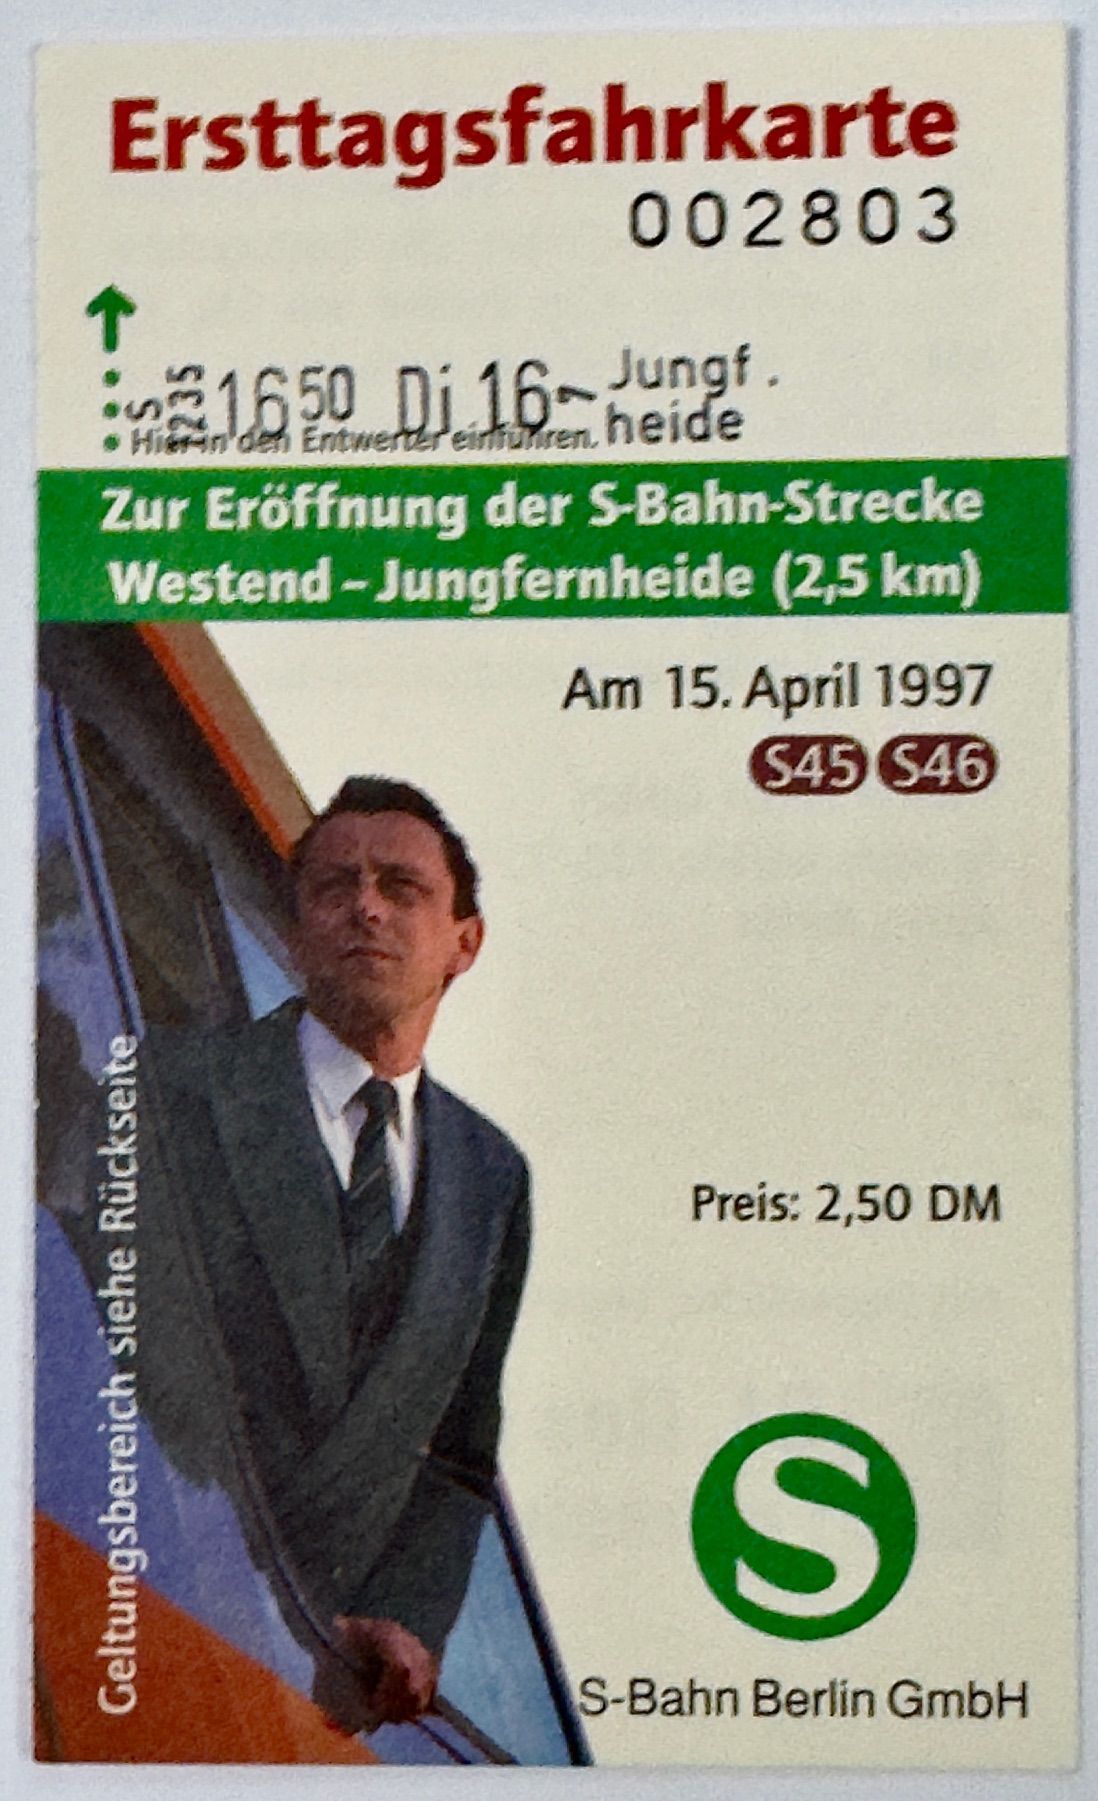 Ersttagsfahrkarte
002803
S
2235
16 50 Di 16 Jungf.
heide
Hier in den Entwerter einführen.
Zur Eröffnung der S-Bahn-Strecke
Westend – Jungfernheide (2,5 km)
Am 15. April 1997
S45 S46
Geltungsbereich siehe Rückseite
Preis: 2,50 DM
S
S-Bahn Berlin GmbH